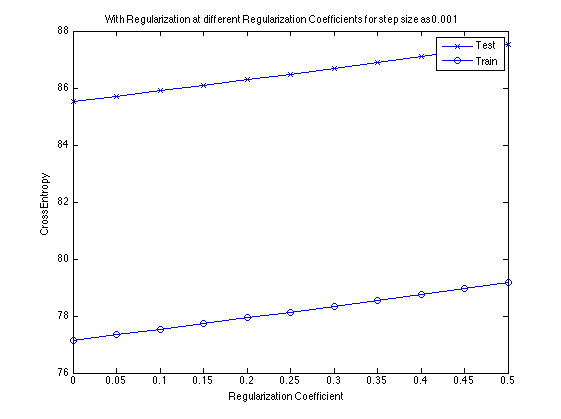 With Regularization at different Regularization Coefficients for step size as0.001
88
86
84
82
80
78
76
CrossEntropy
Test
Train
0 0.05 0.1 0.15 0.2 0.25 0.3 0.35 0.4 0.45 0.5
Regularization Coefficient